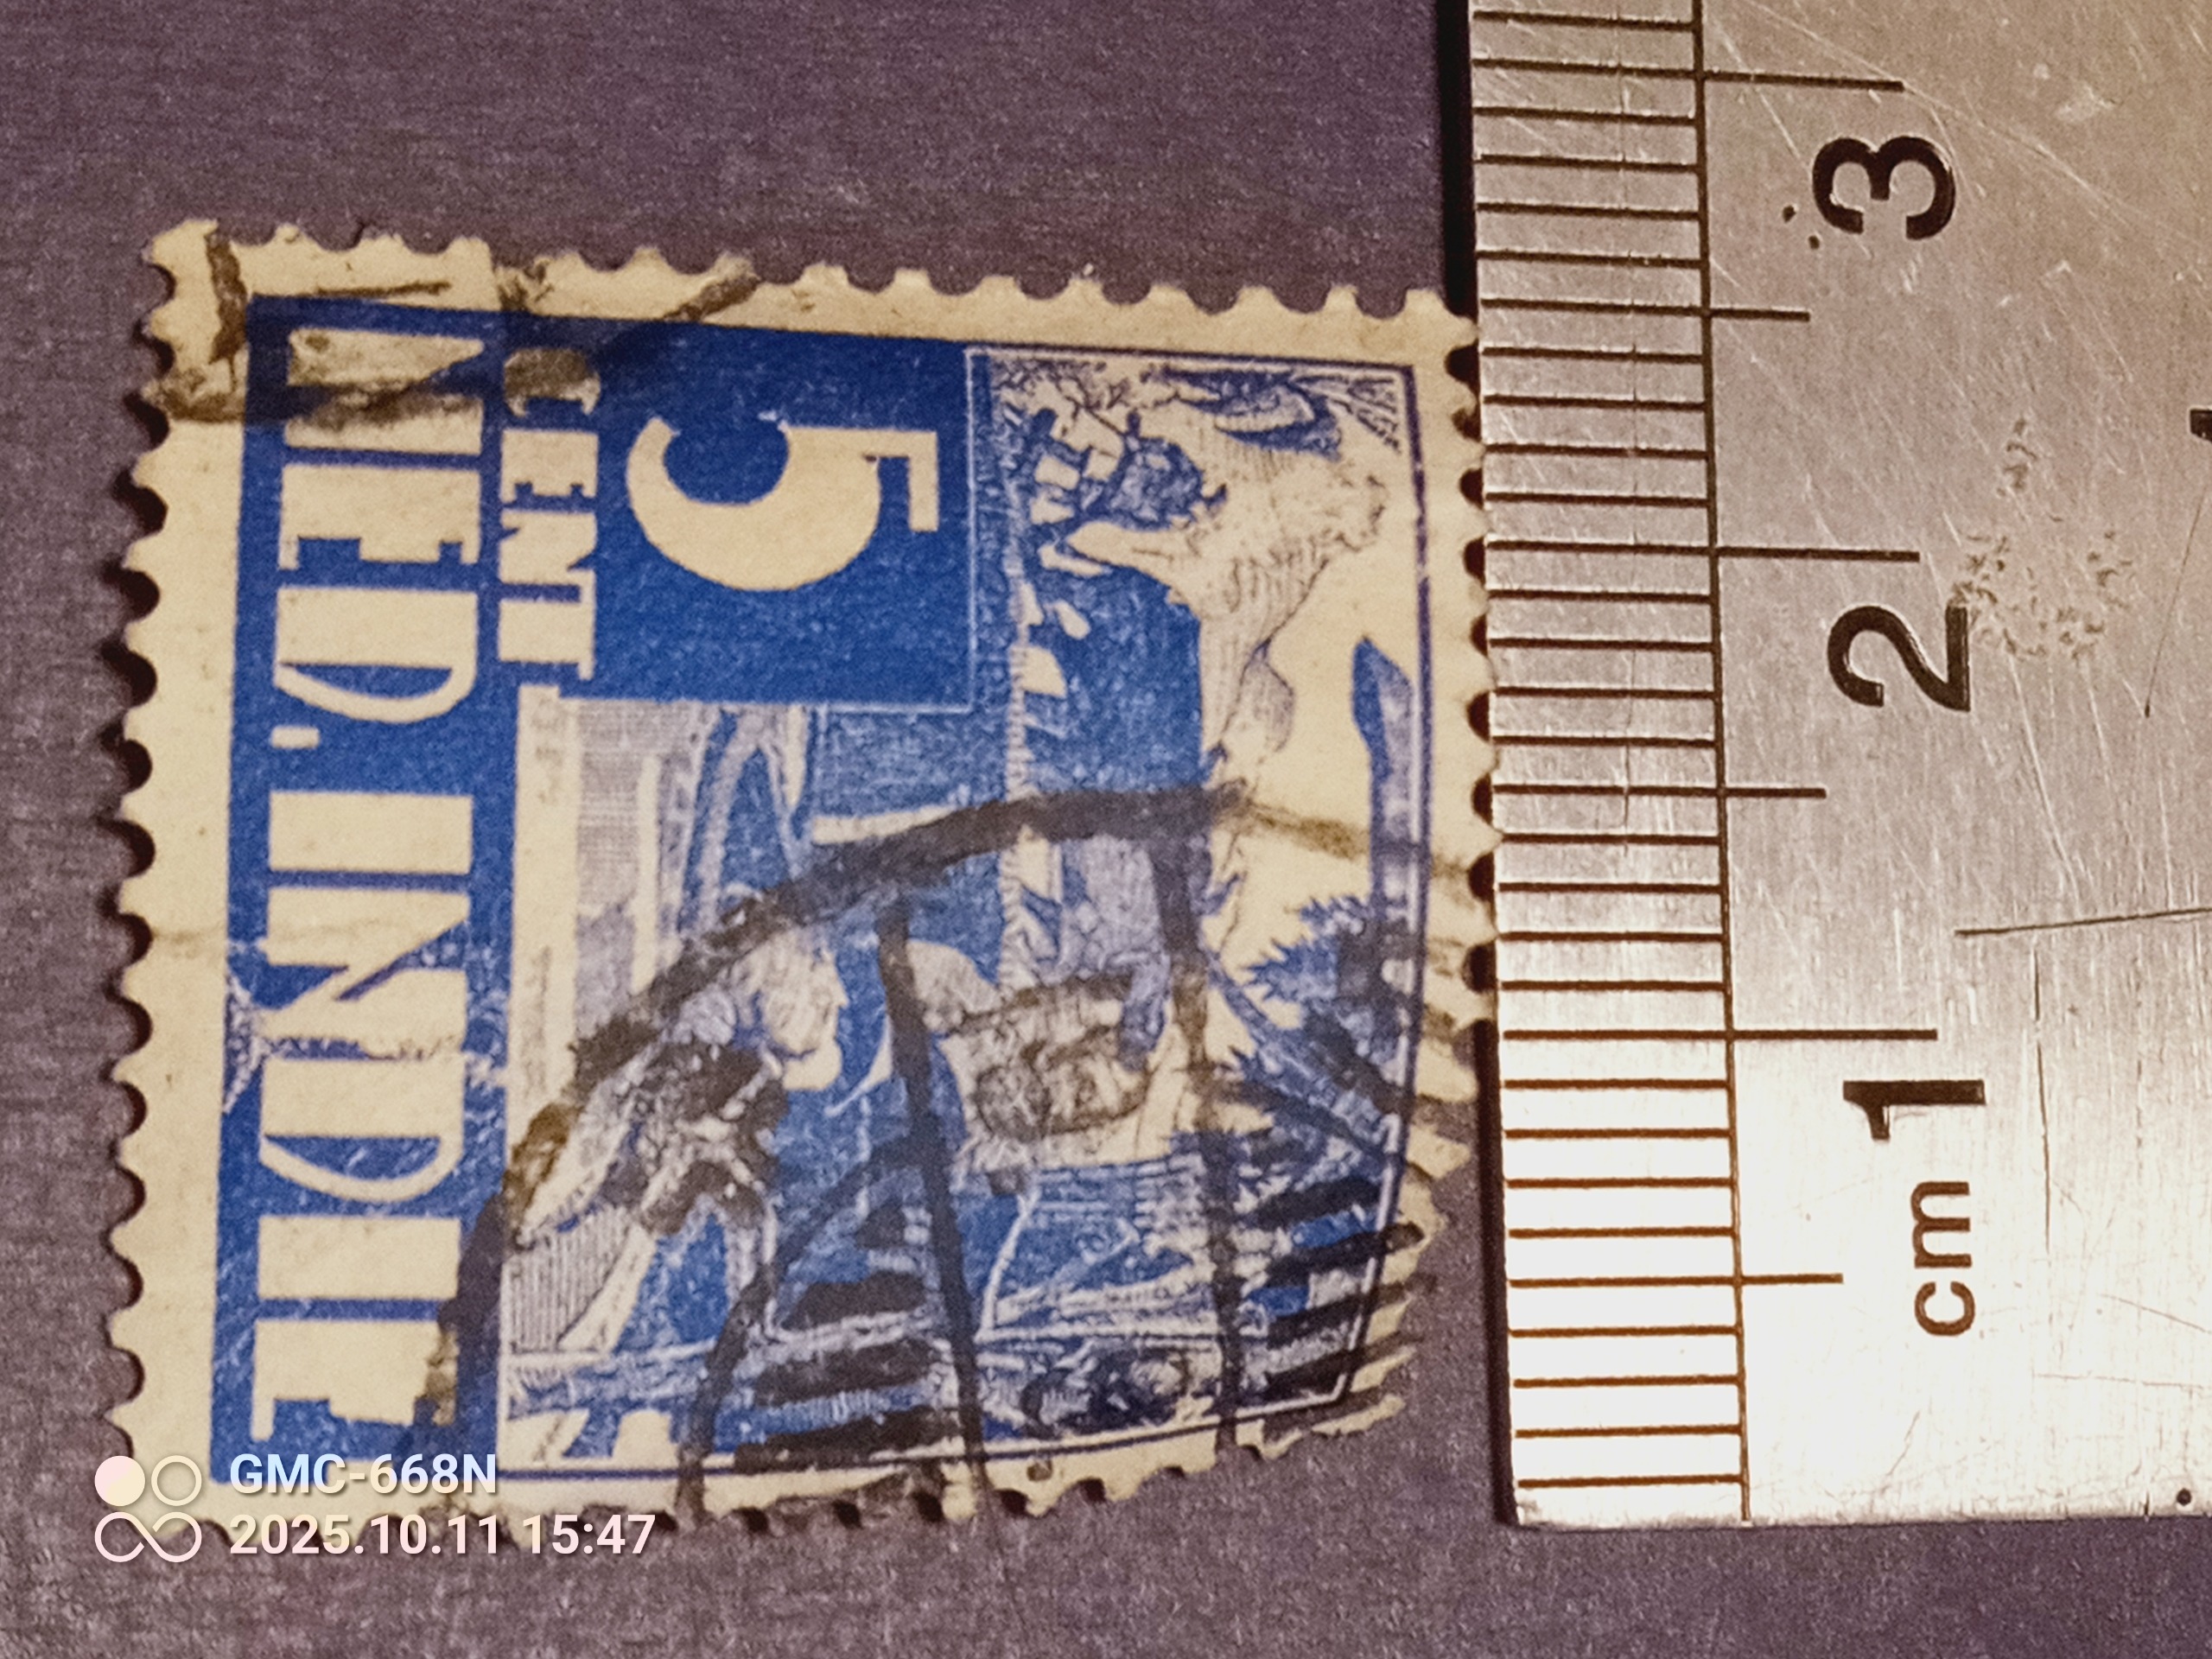 5
CENT
NED. INDIE
3
2
1
cm
GMC-668N
2025.10.11 15:47